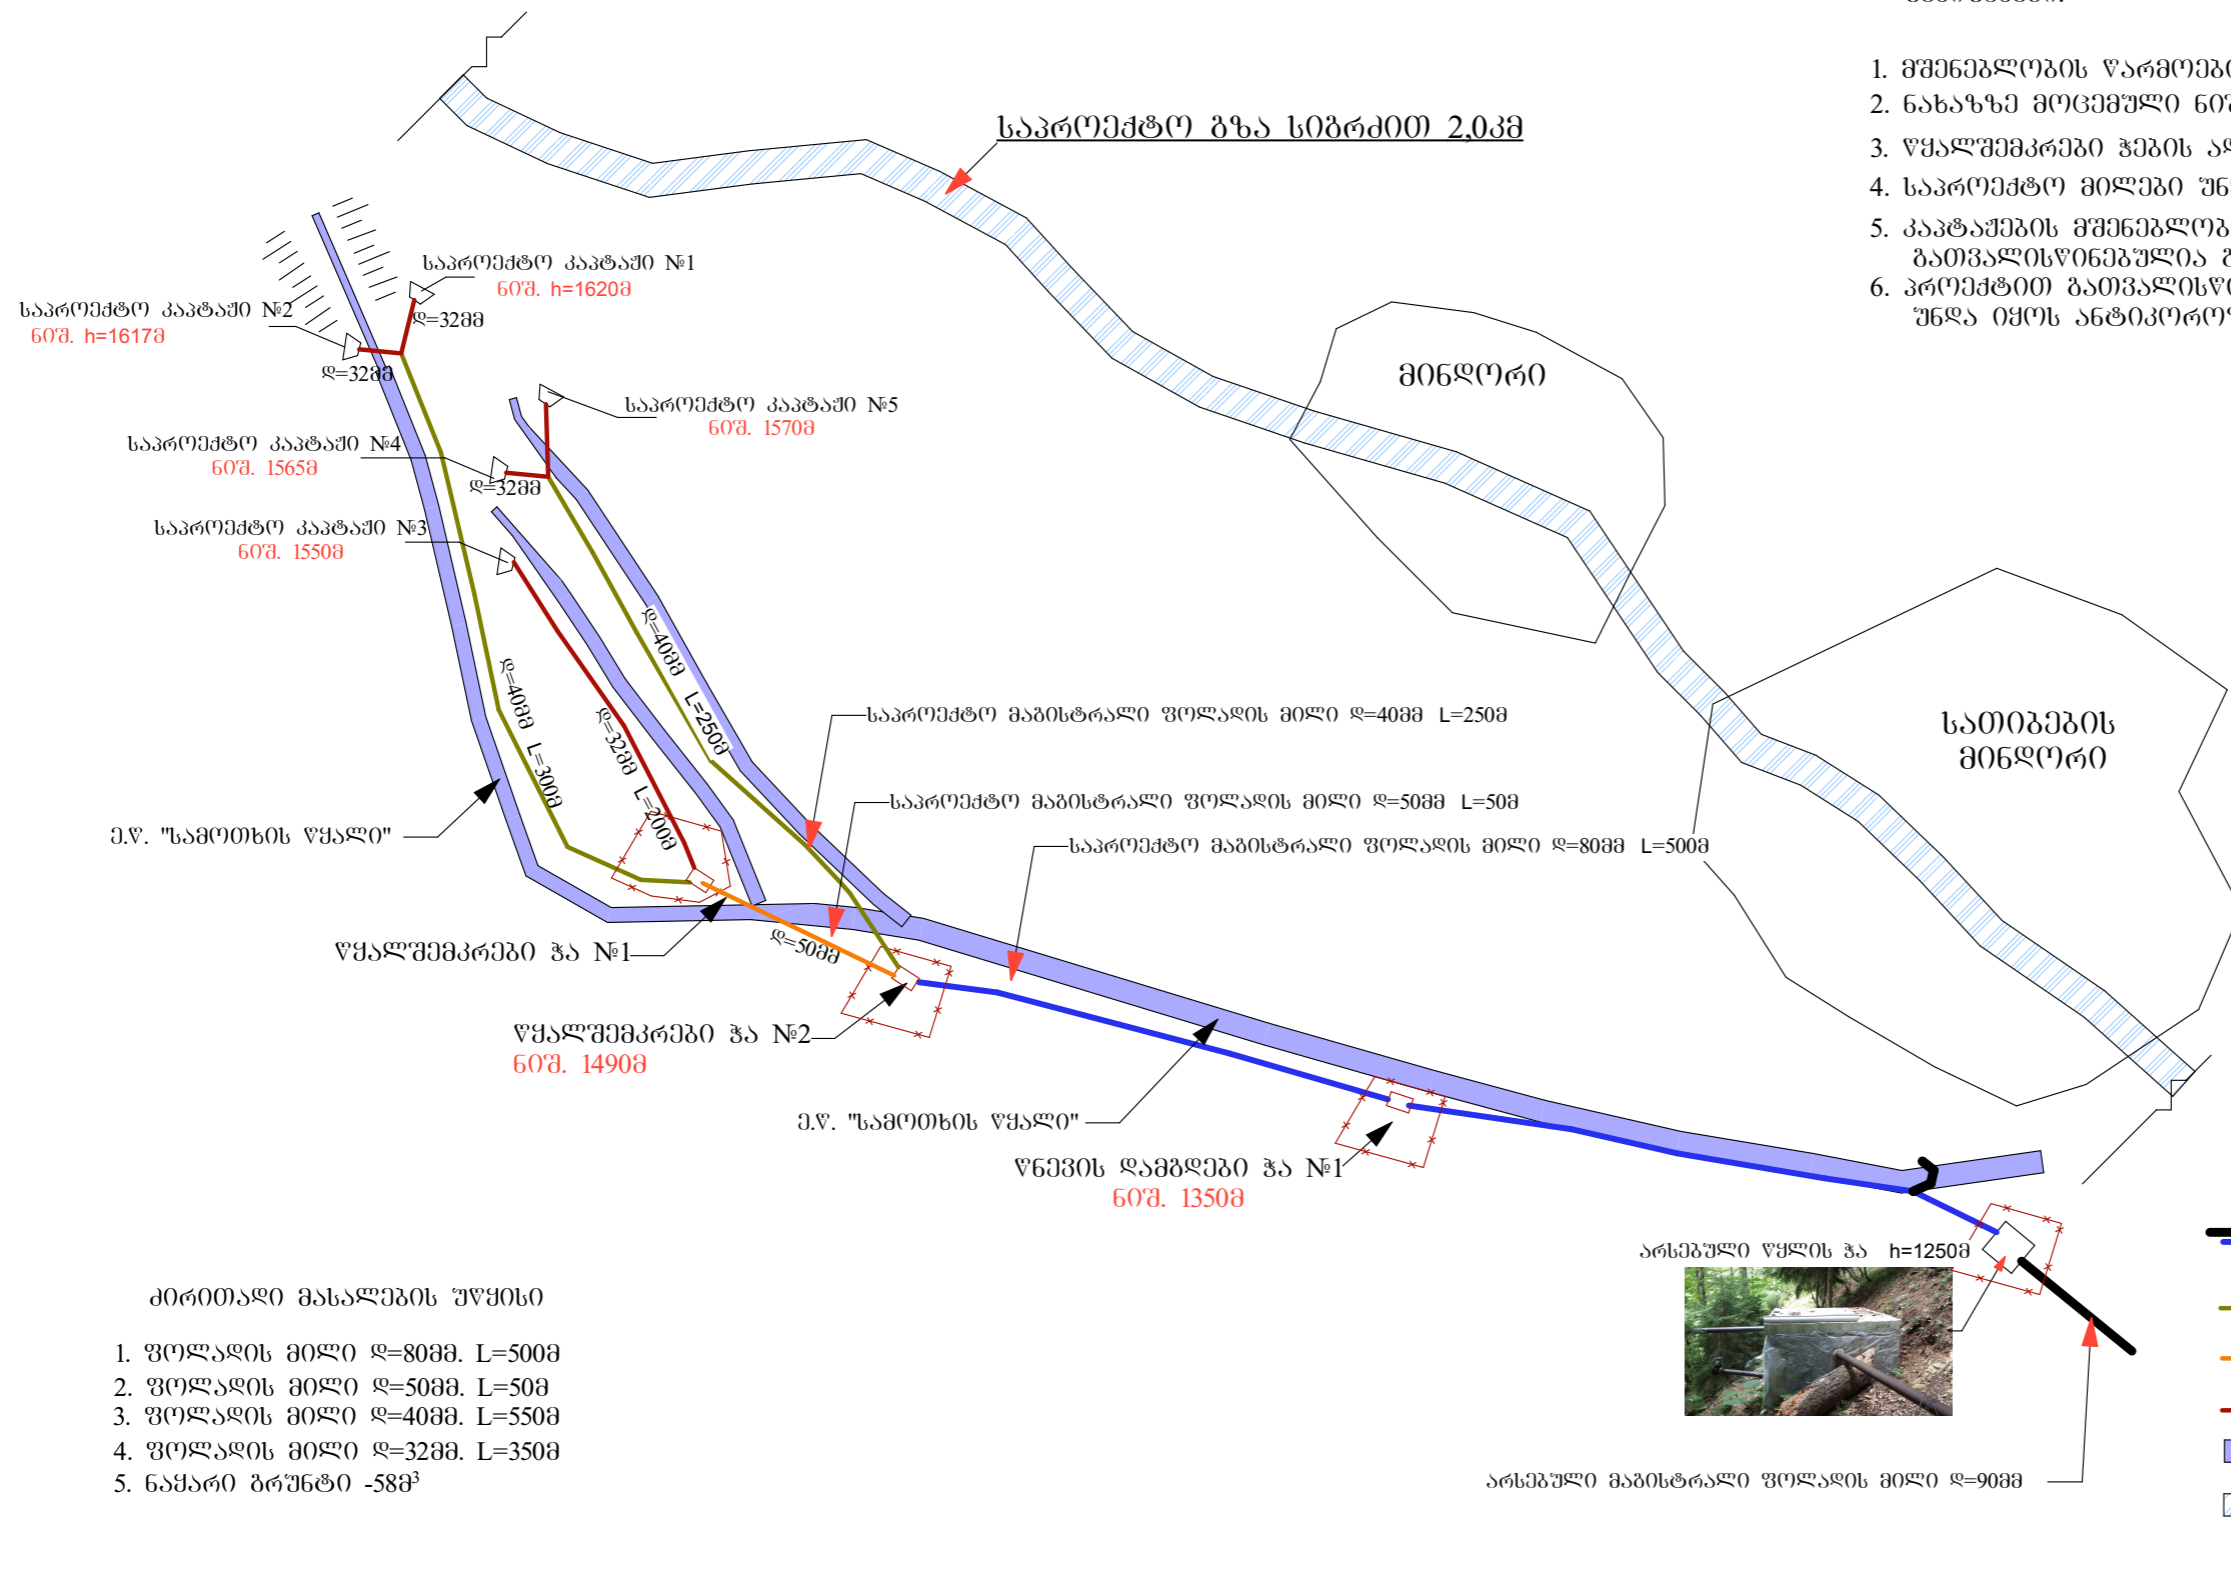 საპროექტო გზა სიგრძით 2,0კმ
1. მშენებლობის
2. ნახაზზე მოცემული
3. წყალშემკრები ჭების
4. საპროექტო მილები
5. კაპტაჟების
გათვალისწინებულია
6. პროექტით
უნდა იყოს
საპროექტო კაპტაჟი №1
ნიშ. h=1620მ
საპროექტო კაპტაჟი №2
ნიშ. h=1617მ
დ=32მმ
დ=32მმ
მინდორი
საპროექტო კაპტაჟი №5
ნიშ. 1570მ
საპროექტო კაპტაჟი №4
ნიშ. 1565მ
დ=32მმ
საპროექტო კაპტაჟი №3
ნიშ. 1550მ
დ=40მმ L=250მ
დ=40მმ L=300მ
დ=32მმ L=200მ
საპროექტო მაგისტრალი ფოლადის მილი დ=40მმ L=250მ
სათიბების
მინდორი
საპროექტო მაგისტრალი ფოლადის მილი დ=50მმ L=50მ
ე.წ. "სამოთხის წყალი"
საპროექტო მაგისტრალი ფოლადის მილი დ=80მმ L=500მ
წყალშემკრები ჭა №1
დ=50მმ
წყალშემკრები ჭა №2
ნიშ. 1490მ
ე.წ. "სამოთხის წყალი"
წნევის დამგდები ჭა №1
ნიშ. 1350მ
არსებული წყლის ჭა h=1250მ
ძირითადი მასალების უწყისი
1. ფოლადის მილი დ=80მმ. L=500მ
2. ფოლადის მილი დ=50მმ. L=50მ
3. ფოლადის მილი დ=40მმ. L=550მ
4. ფოლადის მილი დ=32მმ. L=350მ
5. ნაყარი გრუნტი -58მ³
არსებული მაგისტრალი ფოლადის მილი დ=90მმ